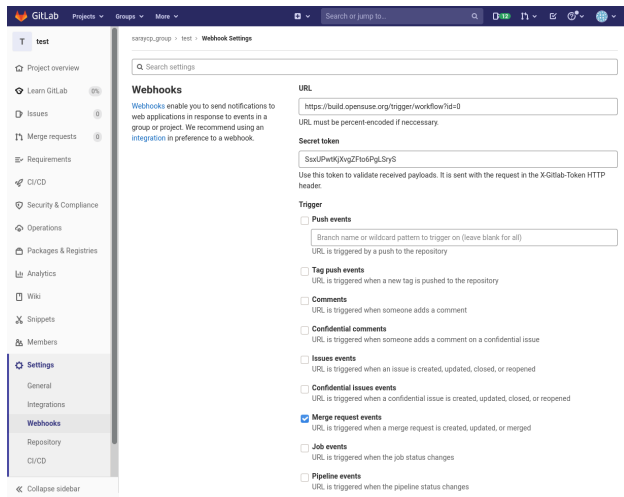 GitLab Projects Groups More Search or jump to... 12
T test
saraycp_group > test > Webhook Settings
Project overview
Learn GitLab 0%
Issues 0
Merge requests 0
Requirements
CI/CD
Security & Compliance
Operations
Packages & Registries
Analytics
Wiki
Snippets
Members
Settings
General
Integrations
Webhooks
Repository
CI/CD
Collapse sidebar
Search settings
Webhooks
Webhooks enable you to send notifications to
web applications in response to events in a
group or project. We recommend using an
integration in preference to a webhook.
URL
https://build.opensuse.org/trigger/workflow?id=0
URL must be percent-encoded if neccessary.
Secret token
SsxUPwtKjXvgZFto6PgLSryS
Use this token to validate received payloads. It is sent with the request in the X-Gitlab-Token HTTP
header.
Trigger
Push events
Branch name or wildcard pattern to trigger on (leave blank for all)
URL is triggered by a push to the repository
Tag push events
URL is triggered when a new tag is pushed to the repository
Comments
URL is triggered when someone adds a comment
Confidential comments
URL is triggered when someone adds a comment on a confidential issue
Issues events
URL is triggered when an issue is created, updated, closed, or reopened
Confidential issues events
URL is triggered when a confidential issue is created, updated, closed, or reopened
Merge request events
URL is triggered when a merge request is created, updated, or merged
Job events
URL is triggered when the job status changes
Pipeline events
URL is triggered when the pipeline status changes